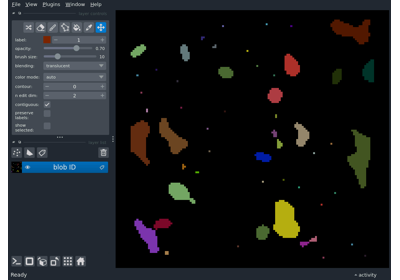 File View Plugins Window Help
label: 1
opacity: 0.70
brush size: 10
blending: translucent
color mode: auto
contour: 0
n edit dim: 2
contiguous: ✓
preserve labels:
show selected:
blob ID
Ready
activity